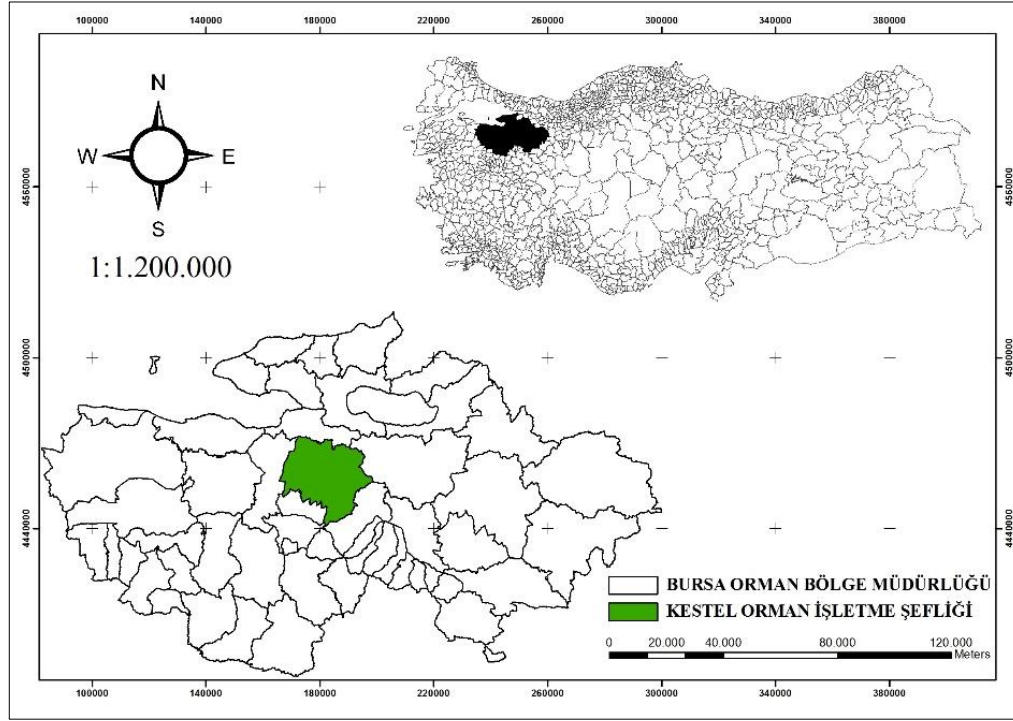 100000 140000 180000 220000 260000 300000 340000 380000
N
W E
S
1:1.200.000
4560000 4560000
4500000 4500000
4440000 4440000
BURSA ORMAN BÖLGE MÜDÜRLÜĞÜ
KESTEL ORMAN İŞLETME ŞEFLİĞİ
0 20.000 40.000 80.000 120.000
Meters
100000 140000 180000 220000 260000 300000 340000 380000